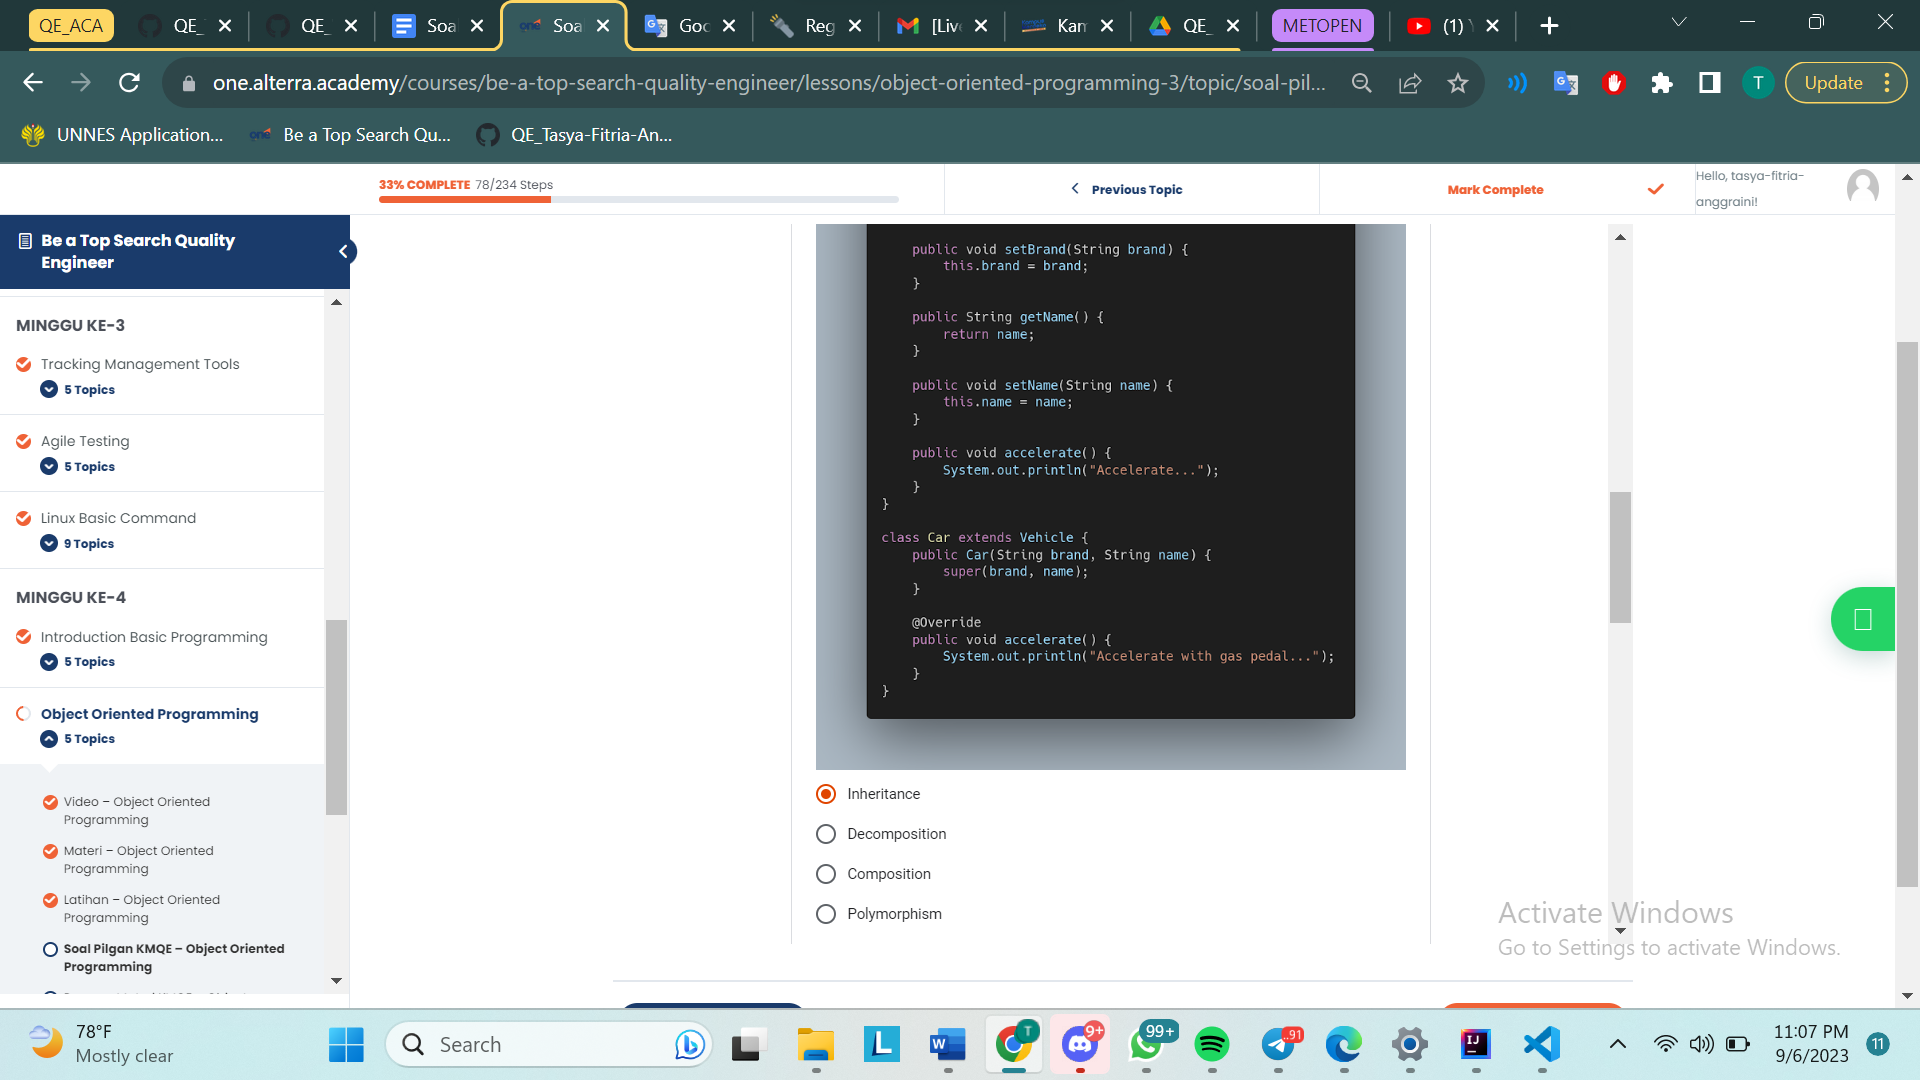 QE_ACA
QE_
QE_
Soa
Soa
Goc
Reg
[Live
Kan
QE_
METOPEN
(1)
one.alterra.academy/courses/be-a-top-search-quality-engineer/lessons/object-oriented-programming-3/topic/soal-pil...
T
Update
UNNES Application...
one
Be a Top Search Qu...
QE_Tasya-Fitria-An...
33% COMPLETE 78/234 Steps
Previous Topic
Mark Complete
Hello, tasya-fitria-
anggraini!
Be a Top Search Quality
Engineer
MINGGU KE-3
Tracking Management Tools
5 Topics
Agile Testing
5 Topics
Linux Basic Command
9 Topics
MINGGU KE-4
Introduction Basic Programming
5 Topics
Object Oriented Programming
5 Topics
Video – Object Oriented
Programming
Materi – Object Oriented
Programming
Latihan – Object Oriented
Programming
Soal Pilgan KMQE – Object Oriented
Programming
public void setBrand(String brand) {
this.brand = brand;
}
public String getName() {
return name;
}
public void setName(String name) {
this.name = name;
}
public void accelerate() {
System.out.println("Accelerate...");
}
}
class Car extends Vehicle {
public Car(String brand, String name) {
super(brand, name);
}
@Override
public void accelerate() {
System.out.println("Accelerate with gas pedal...");
}
}
Inheritance
Decomposition
Composition
Polymorphism
Activate Windows
Go to Settings to activate Windows.
78°F
Mostly clear
Search
L
W
T
9+
99+
..91
IJ
11:07 PM
9/6/2023
11